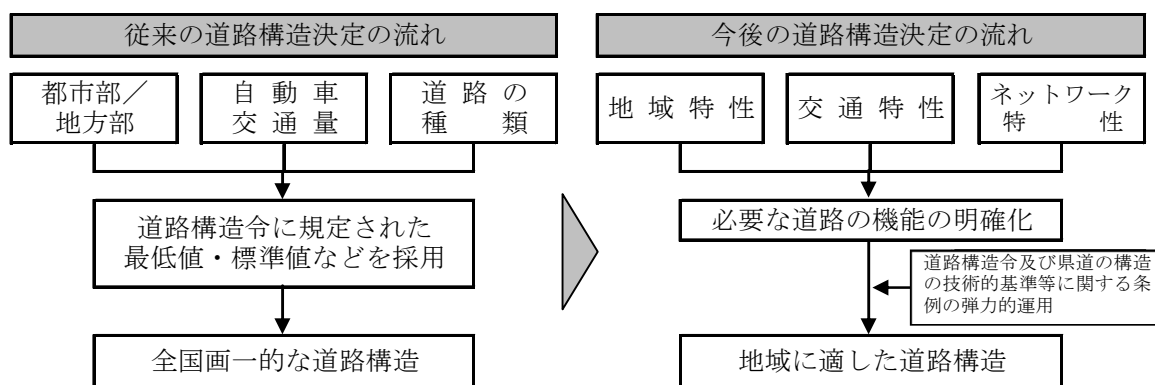 従来の道路構造決定の流れ
都市部／
地方部
自動車
交通量
道路の
種類
道路構造令に規定された
最低値・標準値などを採用
全国画一的な道路構造
今後の道路構造決定の流れ
地域特性
交通特性
ネットワーク
特性
必要な道路の機能の明確化
道路構造令及び県道の構造
の技術的基準等に関する条
例の弾力的運用
地域に適した道路構造